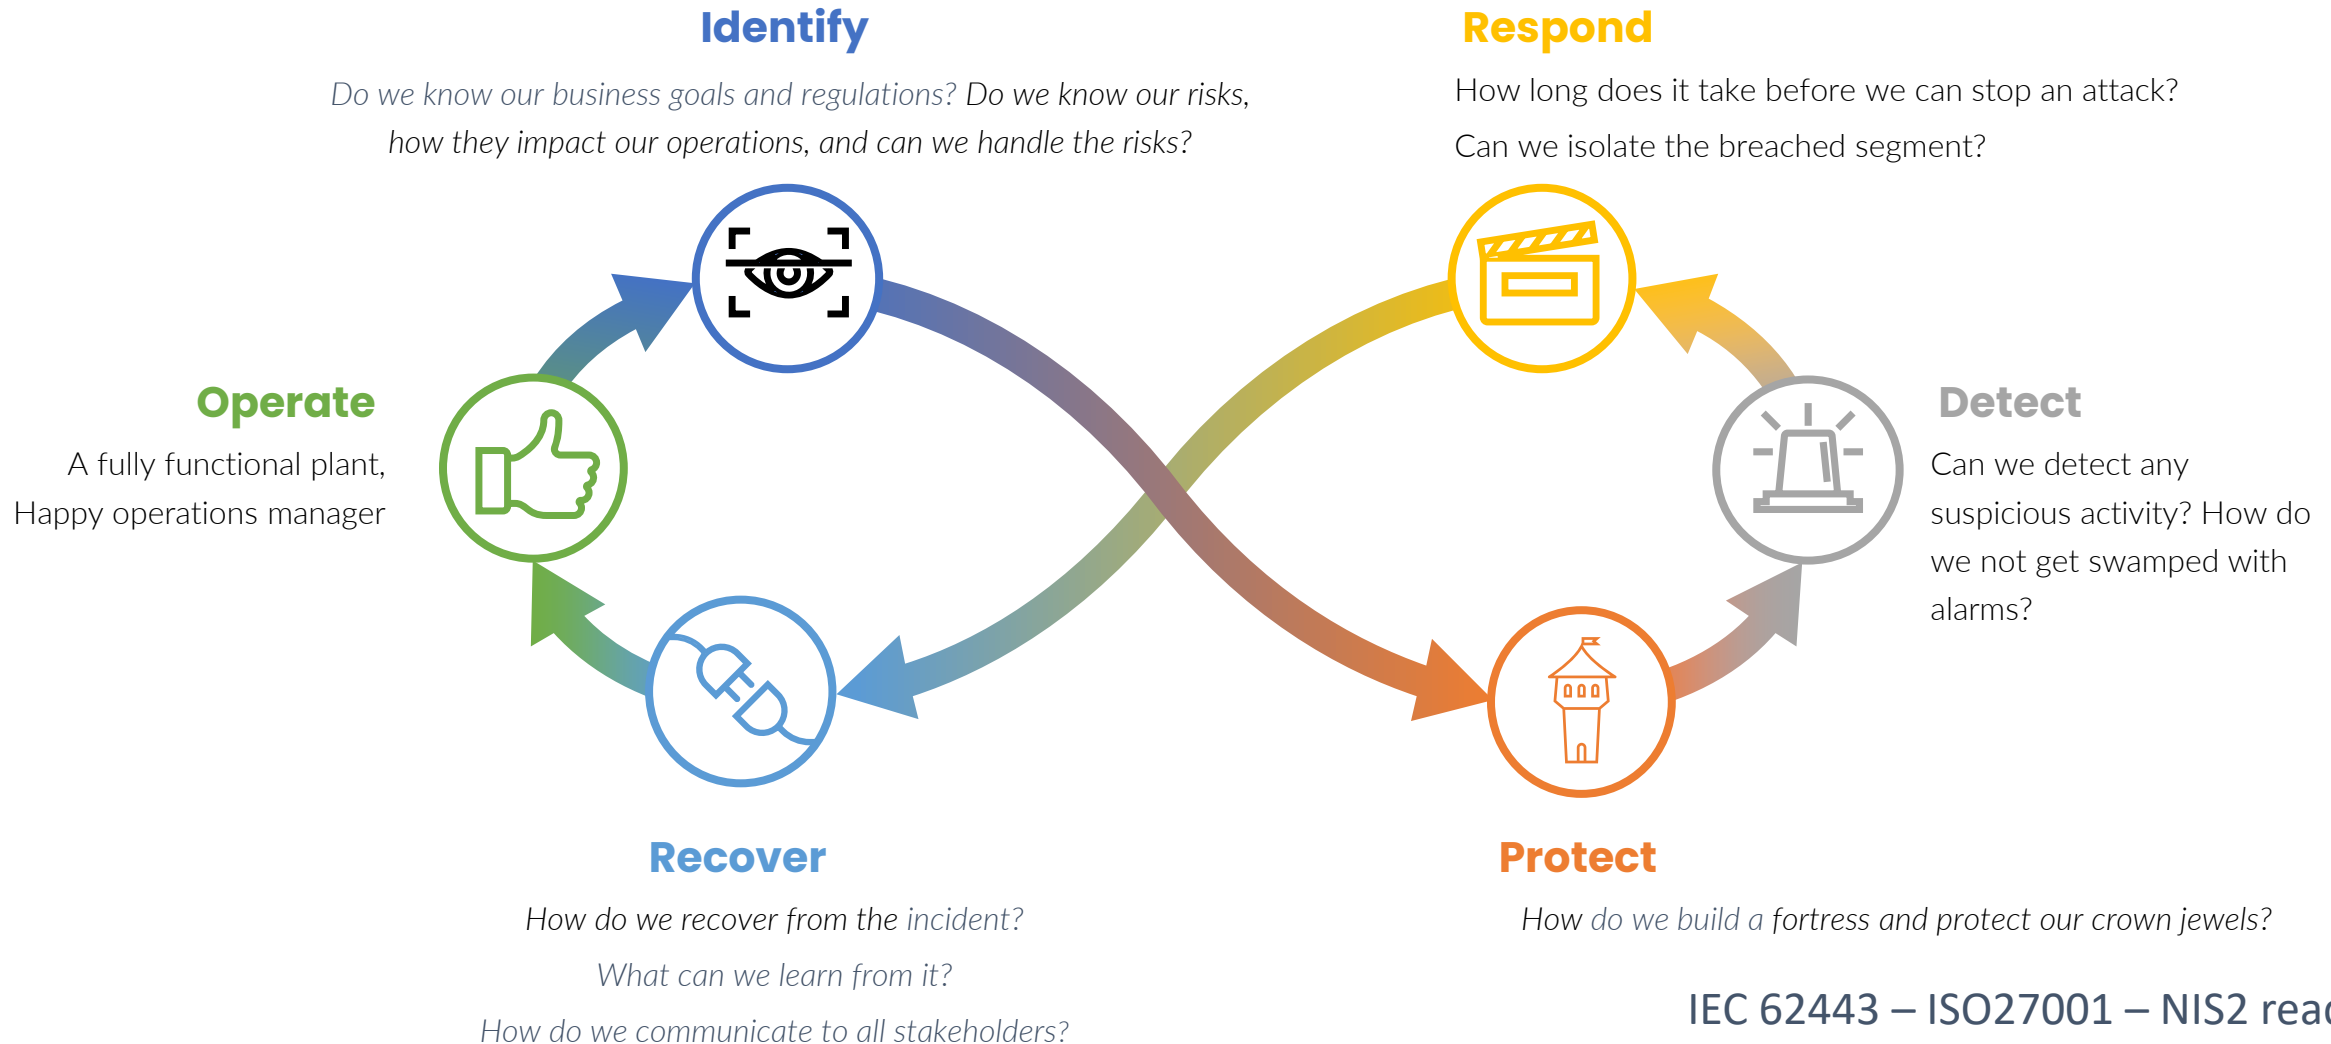 Identify
Do we know our business goals and regulations? Do we know our risks,
how they impact our operations, and can we handle the risks?
Respond
How long does it take before we can stop an attack?
Can we isolate the breached segment?
Operate
A fully functional plant,
Happy operations manager
Detect
Can we detect any
suspicious activity? How do
we not get swamped with
alarms?
Recover
How do we recover from the incident?
What can we learn from it?
How do we communicate to all stakeholders?
Protect
How do we build a fortress and protect our crown jewels?
IEC 62443 – ISO27001 – NIS2